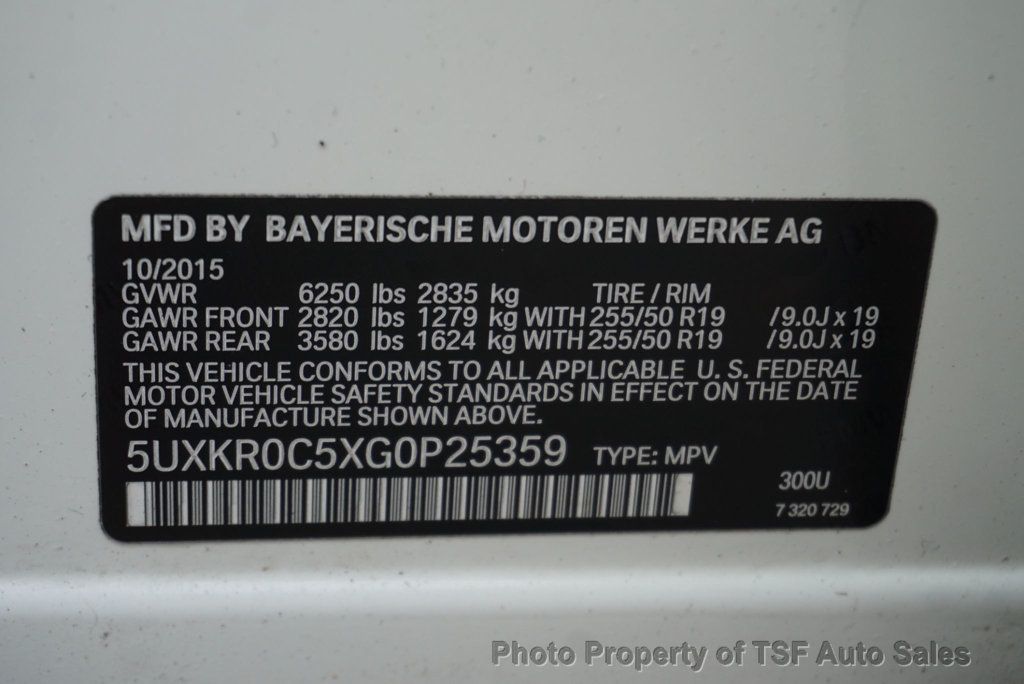 MFD BY BAYERISCHE MOTOREN WERKE AG
10/2015
GVWR 6250 lbs 2835 kg TIRE / RIM
GAWR FRONT 2820 lbs 1279 kg WITH 255/50 R19 /9.0J x 19
GAWR REAR 3580 lbs 1624 kg WITH 255/50 R19 /9.0J x 19
THIS VEHICLE CONFORMS TO ALL APPLICABLE U. S. FEDERAL
MOTOR VEHICLE SAFETY STANDARDS IN EFFECT ON THE DATE
OF MANUFACTURE SHOWN ABOVE.
5UXKR0C5XG0P25359 TYPE: MPV
300U
7 320 729
Photo Property of TSF Auto Sales